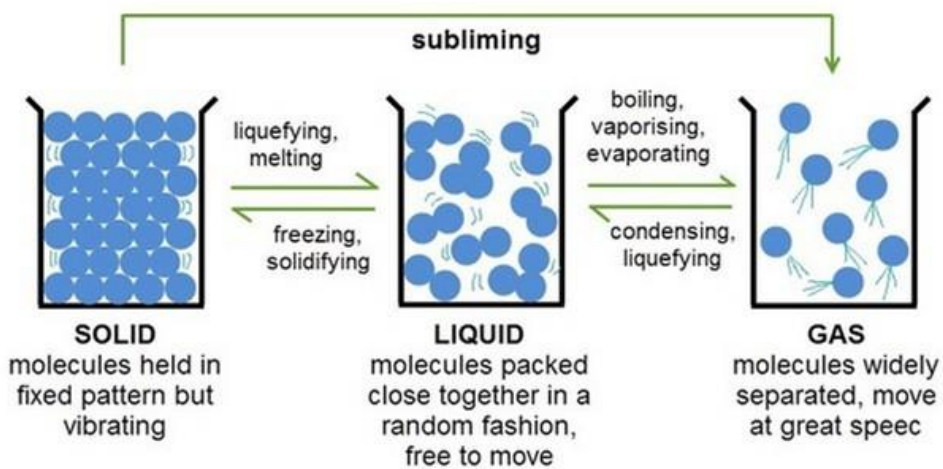 subliming
liquefying,
melting
freezing,
solidifying
boiling,
vaporising,
evaporating
condensing,
liquefying
SOLID
molecules held in
fixed pattern but
vibrating
LIQUID
molecules packed
close together in a
random fashion,
free to move
GAS
molecules widely
separated, move
at great speec